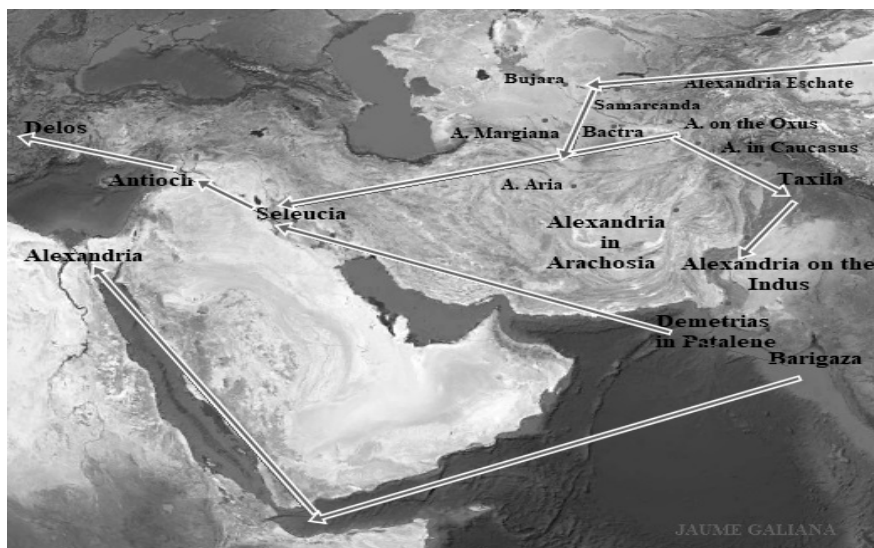 Bujara
Alexandria Eschate
Samarcanda
Delos
A. Margiana
Bactra
A. on the Oxus
A. in Caucasus
Antioch
A. Aria
Taxila
Seleucia
Alexandria
in
Arachosia
Alexandria
Alexandria on the
Indus
Demetrias
in Patalene
Barigaza
JAUME GALIANA